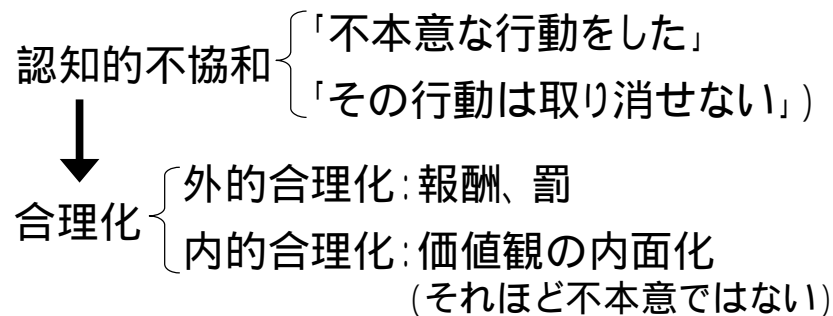 「不本意な行動をした」
認知的不協和
「その行動は取り消せない」)
外的合理化:報酬、罰
合理化
内的合理化:価値観の内面化
(それほど不本意ではない)